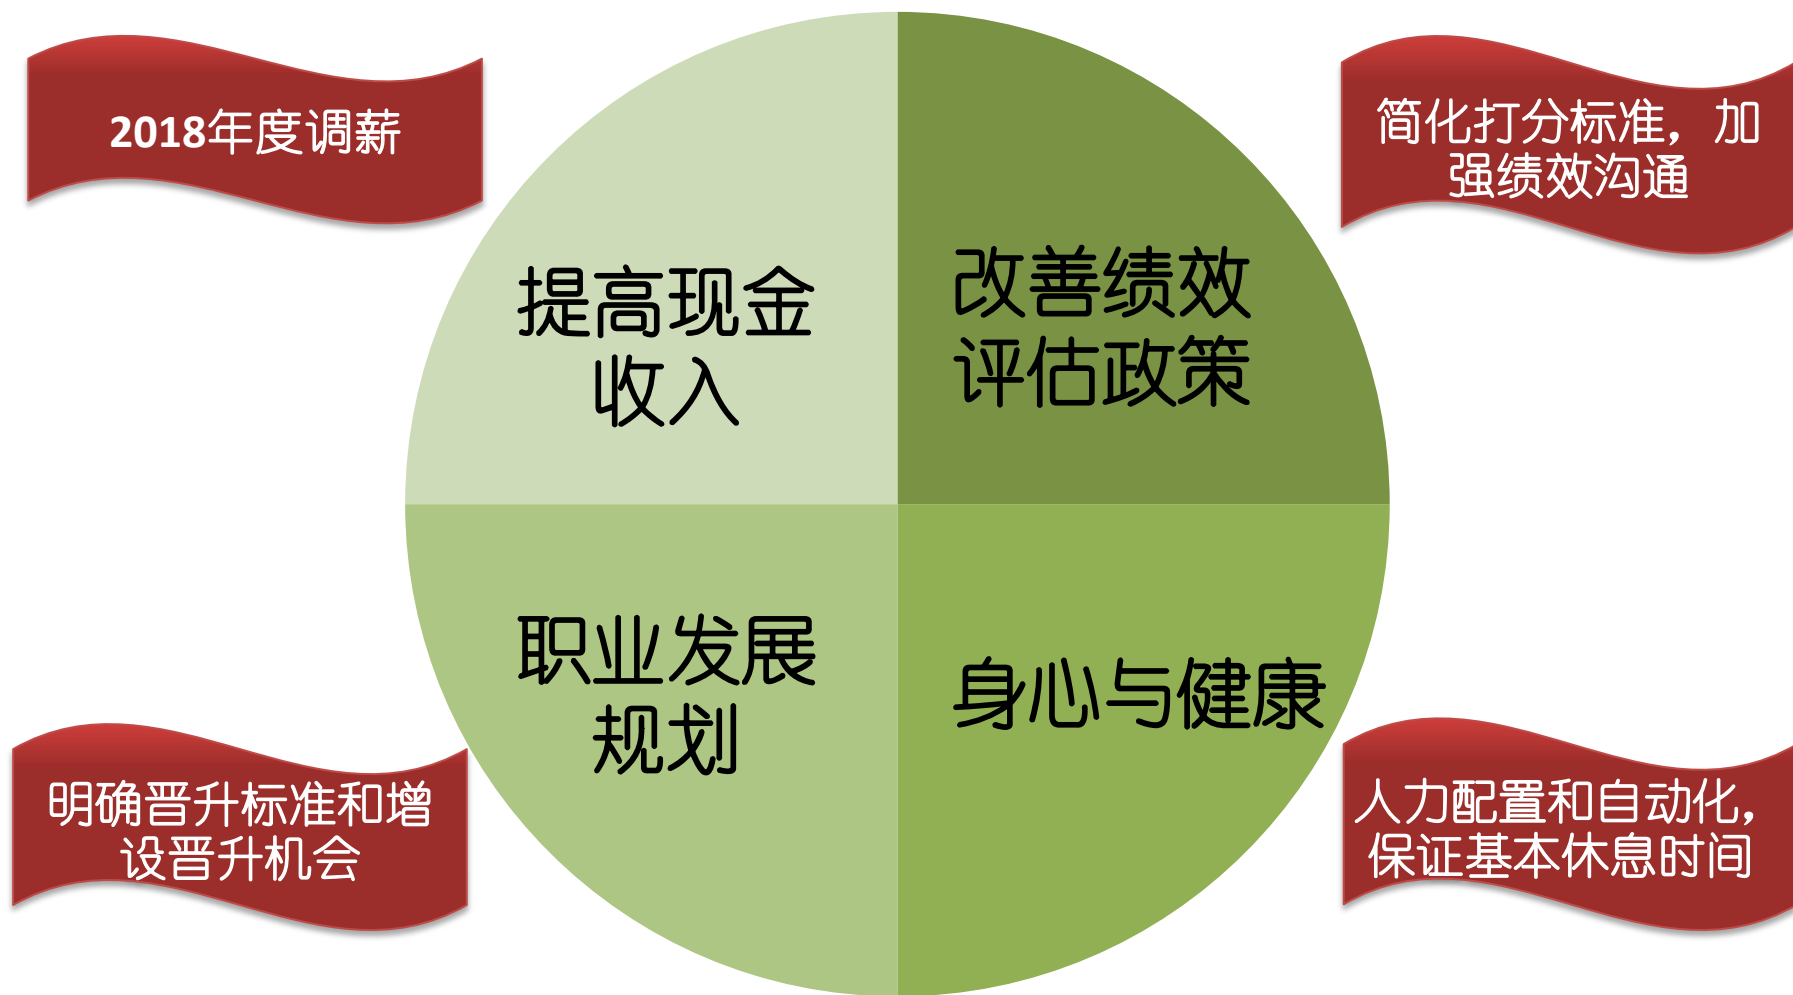 2018年度调薪
简化打分标准，加
强绩效沟通
提高现金
收入
改善绩效
评估政策
职业发展
规划
身心与健康
明确晋升标准和增
设晋升机会
人力配置和自动化，
保证基本休息时间